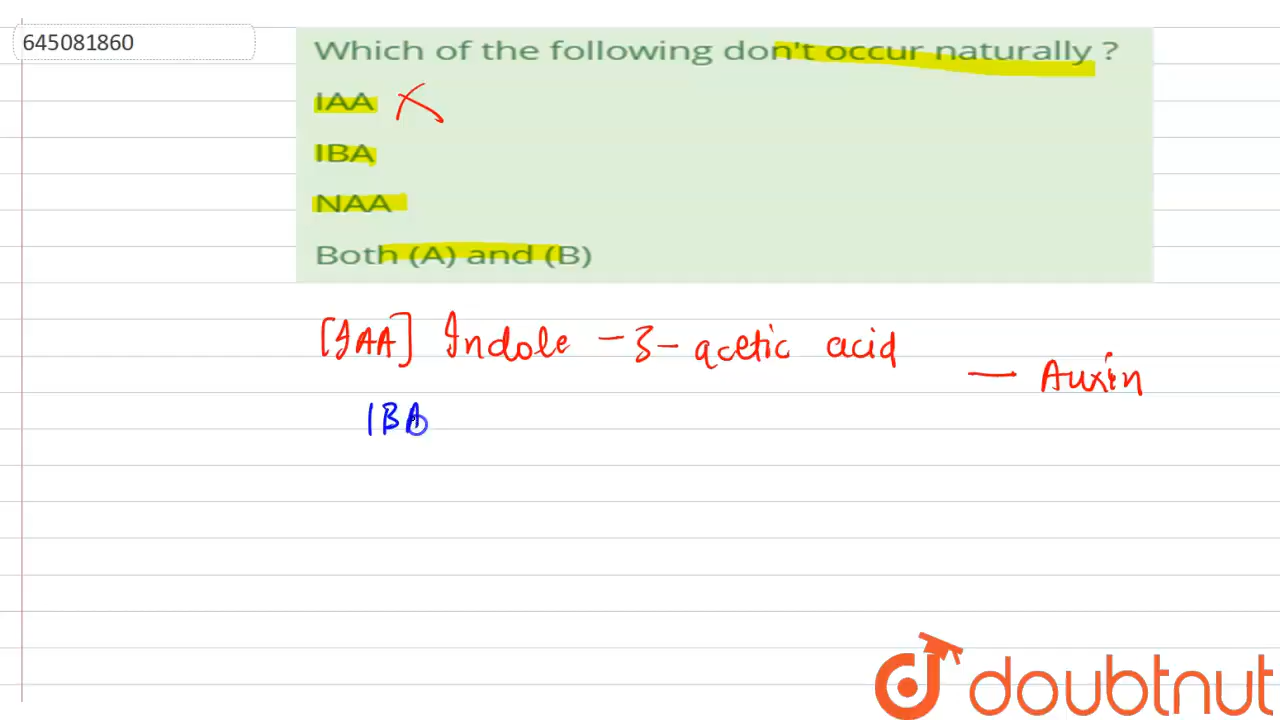 645081860
Which of the following don't occur naturally ?
IAA
IBA
NAA
Both (A) and (B)
[IAA] Indole - 3 - acetic acid
— Auxin
IBA
doubtnut